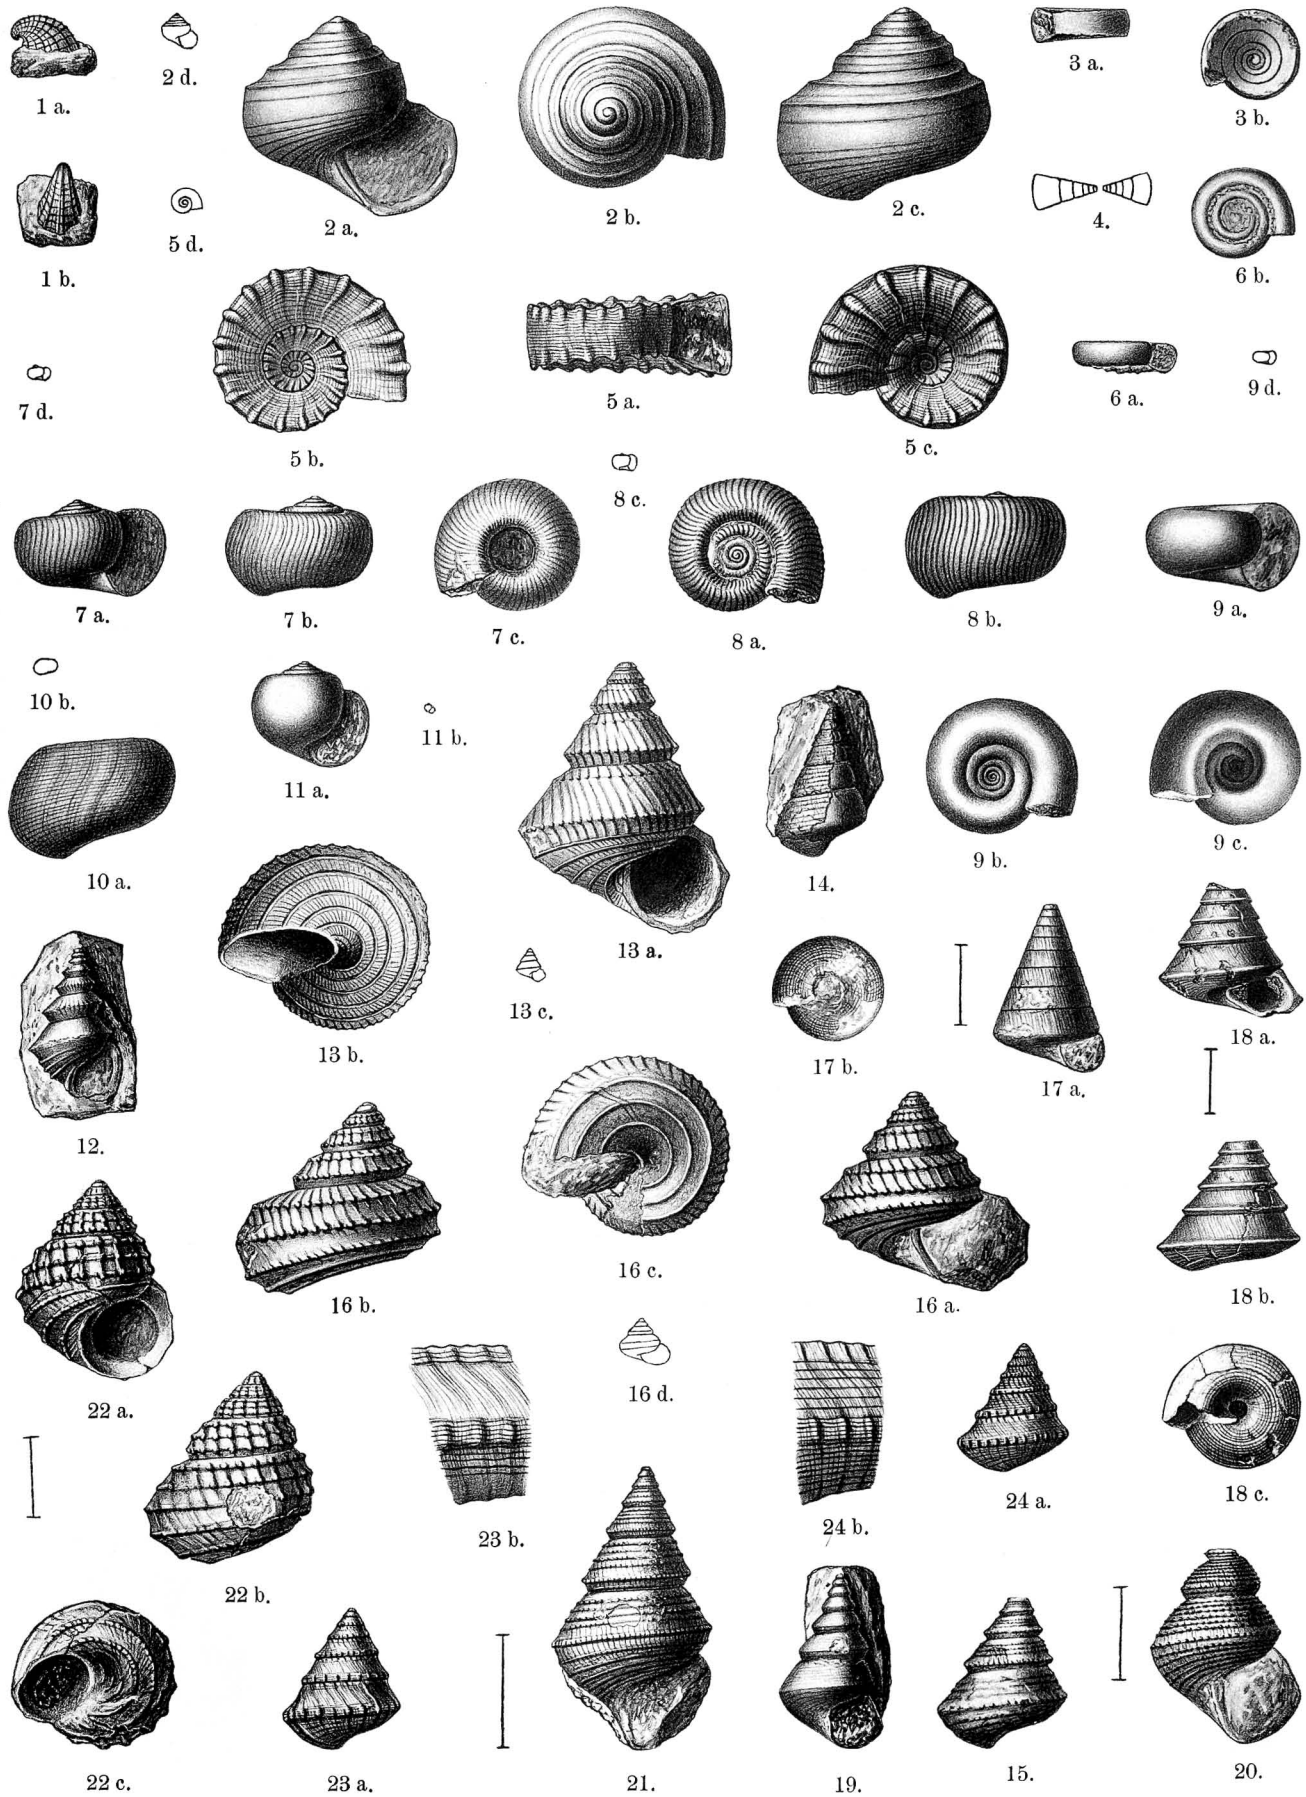 1 a.
2 d.
2 a.
2 b.
2 c.
3 a.
3 b.
1 b.
5 d.
4.
6 b.
7 d.
5 b.
5 a.
5 c.
6 a.
9 d.
8 c.
7 a.
7 b.
7 c.
8 a.
8 b.
9 a.
10 b.
11 a.
11 b.
10 a.
13 a.
14.
9 b.
9 c.
12.
13 b.
13 c.
17 b.
17 a.
18 a.
22 a.
16 b.
16 c.
16 d.
16 a.
18 b.
22 b.
23 b.
24 b.
24 a.
18 c.
22 c.
23 a.
21.
19.
15.
20.